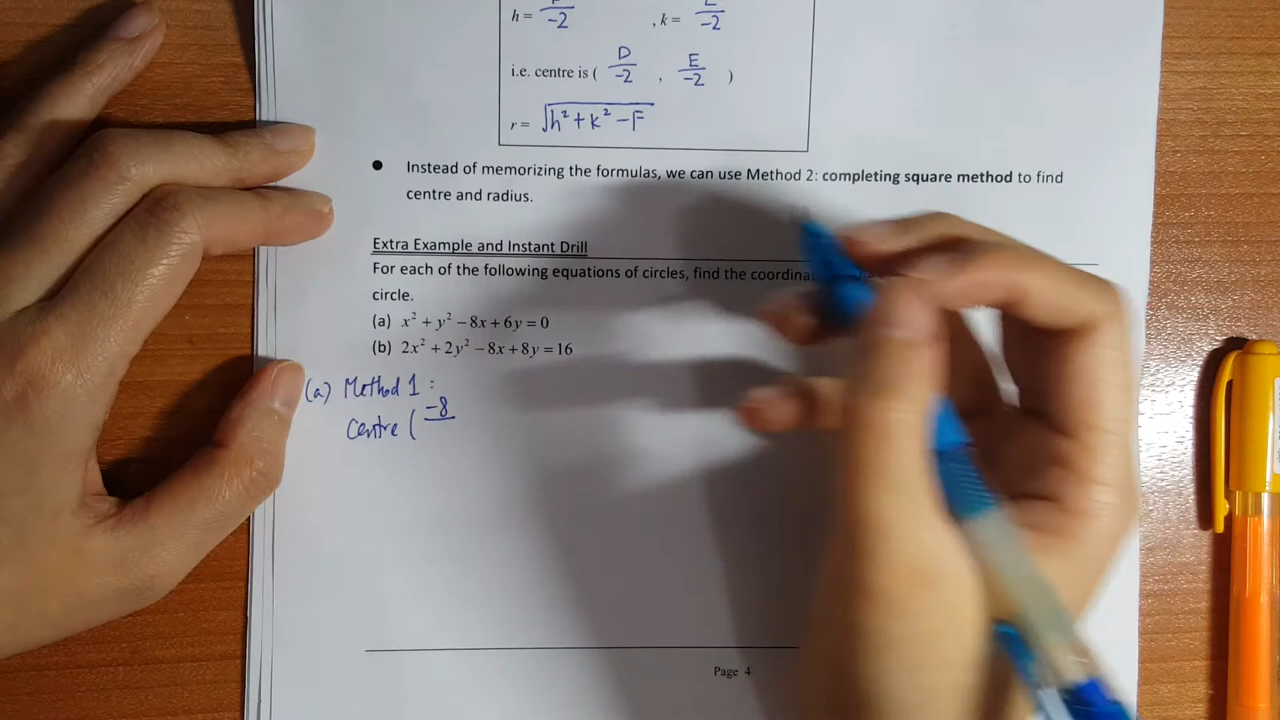 h = /-2 , k = /-2
i.e. centre is ( D/-2 , E/-2 )
r = √h² + k² - F
• Instead of memorizing the formulas, we can use Method 2: completing square method to find
centre and radius.
Extra Example and Instant Drill
For each of the following equations of circles, find the
circle.
(a) x² + y² − 8x + 6y = 0
(b) 2x² + 2y² − 8x + 8y = 16
(a) Method 1 :
Centre ( -8
Page 4